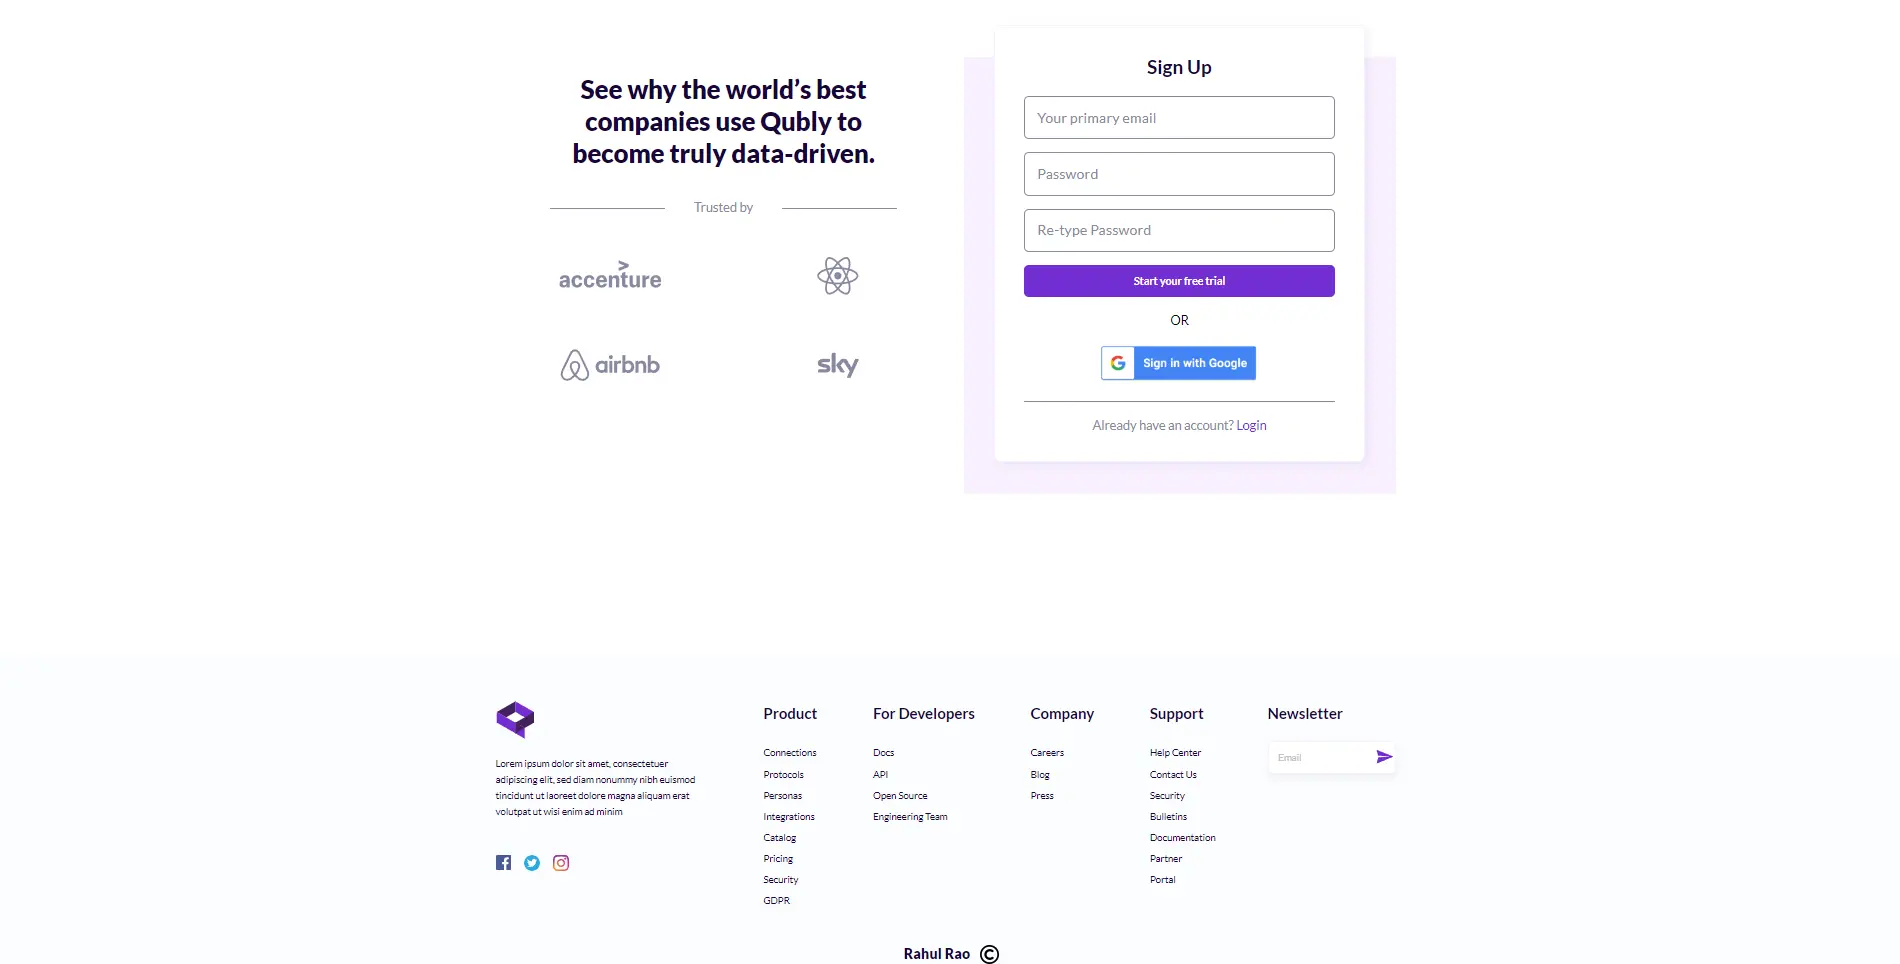 See why the world’s best
companies use Qubly to
become truly data-driven.
Trusted by
accenture
airbnb
sky
Sign Up
Your primary email
Password
Re-type Password
Start your free trial
OR
Sign in with Google
Already have an account? Login
Lorem ipsum dolor sit amet, consectetuer
adipiscing elit, sed diam nonummy nibh euismod
tincidunt ut laoreet dolore magna aliquam erat
volutpat ut wisi enim ad minim
Product
Connections
Protocols
Personas
Integrations
Catalog
Pricing
Security
GDPR
For Developers
Docs
API
Open Source
Engineering Team
Company
Careers
Blog
Press
Support
Help Center
Contact Us
Security
Bulletins
Documentation
Partner
Portal
Newsletter
Email
Rahul Rao ©